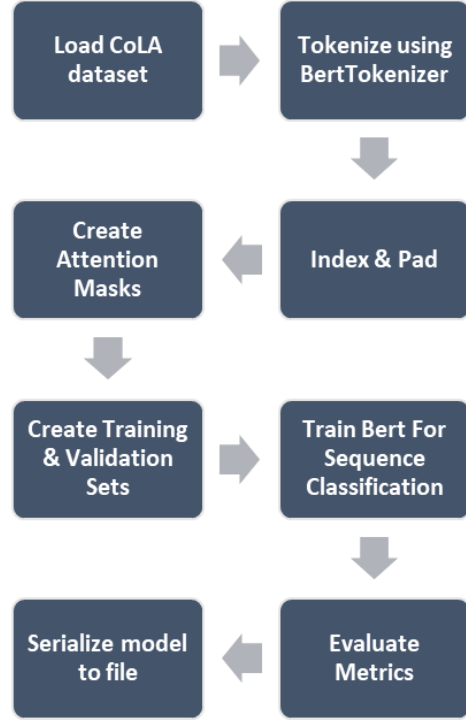 Load CoLA
dataset
Tokenize using
BertTokenizer
Index & Pad
Create
Attention
Masks
Create Training
& Validation
Sets
Train Bert For
Sequence
Classification
Evaluate
Metrics
Serialize model
to file